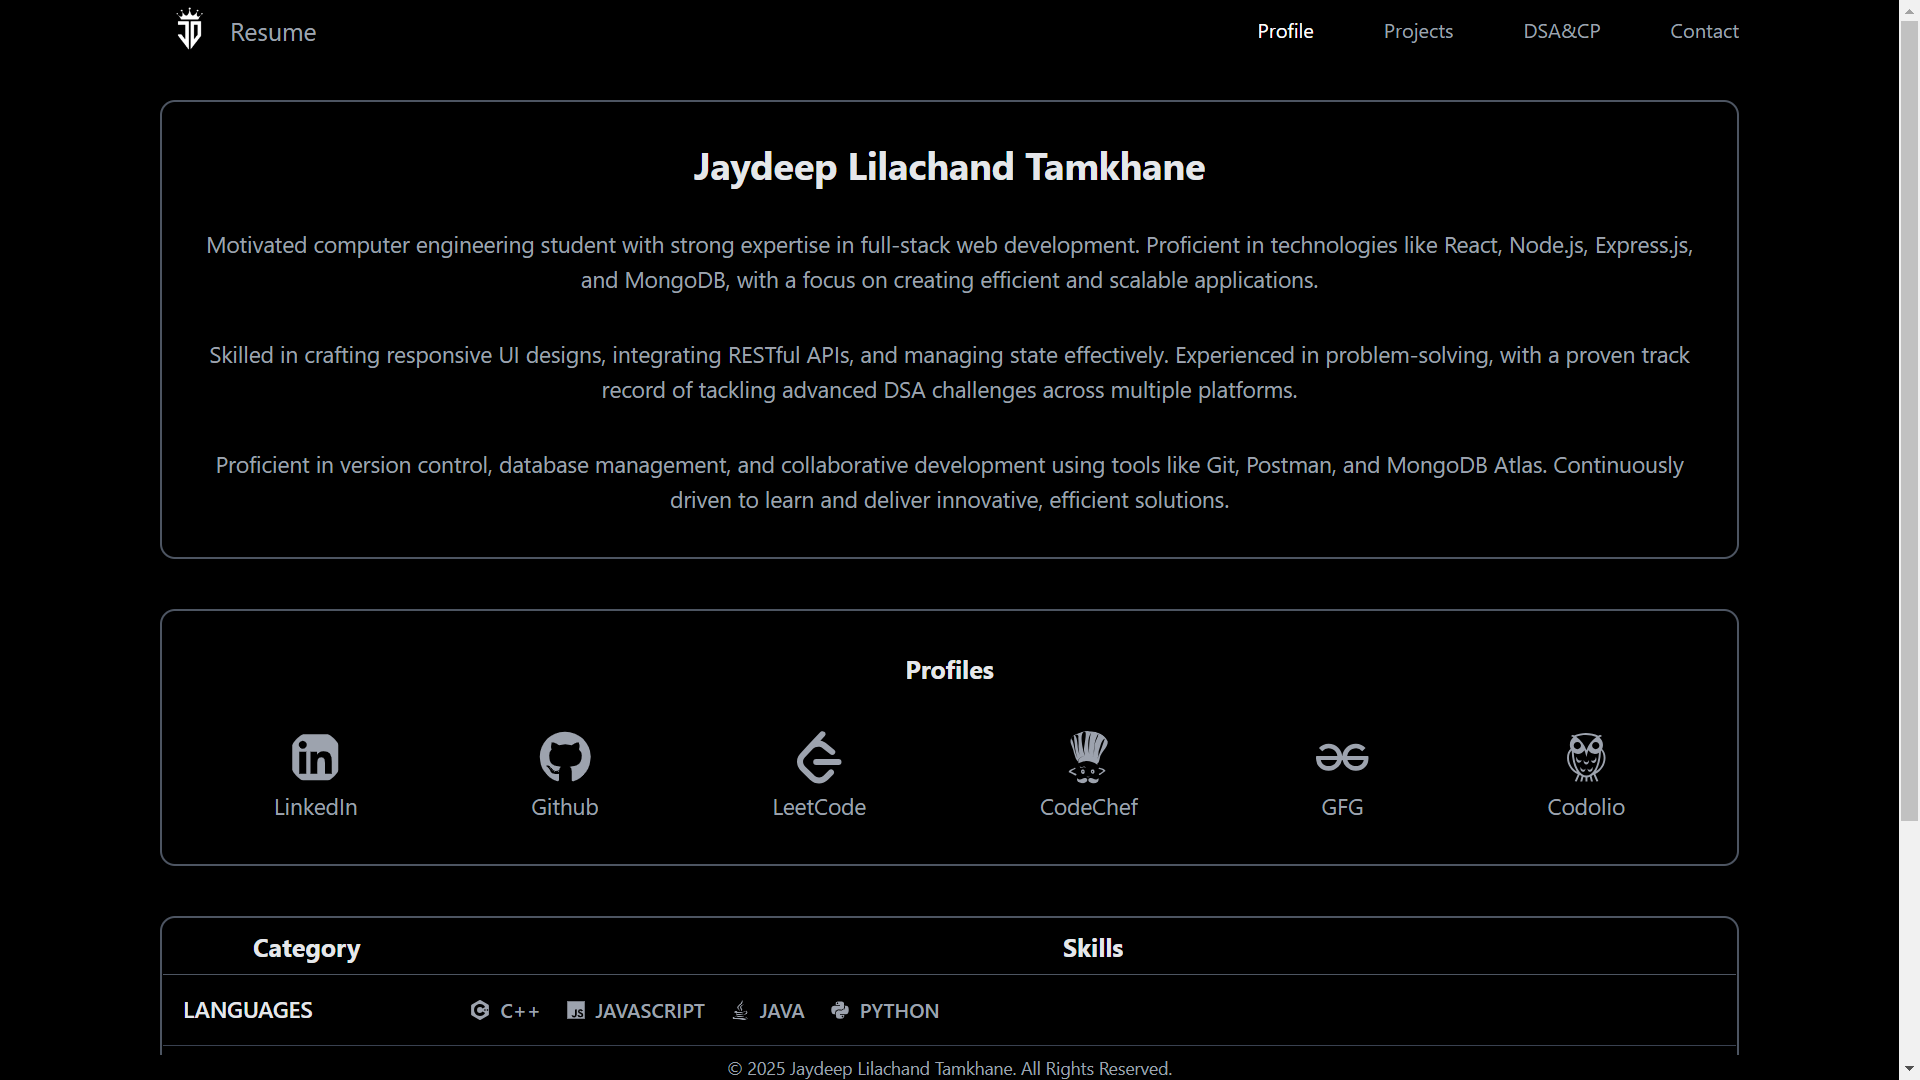 JD
Resume
Profile
Projects
DSA&CP
Contact
Jaydeep Lilachand Tamkhane
Motivated computer engineering student with strong expertise in full-stack web development. Proficient in technologies like React, Node.js, Express.js,
and MongoDB, with a focus on creating efficient and scalable applications.
Skilled in crafting responsive UI designs, integrating RESTful APIs, and managing state effectively. Experienced in problem-solving, with a proven track
record of tackling advanced DSA challenges across multiple platforms.
Proficient in version control, database management, and collaborative development using tools like Git, Postman, and MongoDB Atlas. Continuously
driven to learn and deliver innovative, efficient solutions.
Profiles
in
LinkedIn
Github
LeetCode
CodeChef
GFG
Codolio
Category
Skills
LANGUAGES
C++
JS
JAVASCRIPT
JAVA
PYTHON
© 2025 Jaydeep Lilachand Tamkhane. All Rights Reserved.